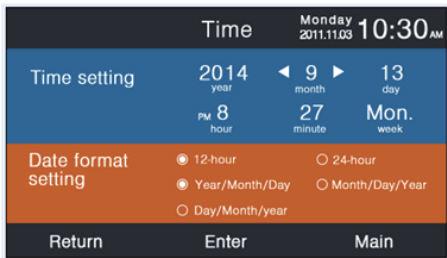 Time Monday 2011.11.03 10:30 AM
Time setting
2014 9 13
year month day
PM 8 27 Mon.
hour minute week
Date format setting
12-hour 24-hour
Year/Month/Day Month/Day/Year
Day/Month/year
Return Enter Main